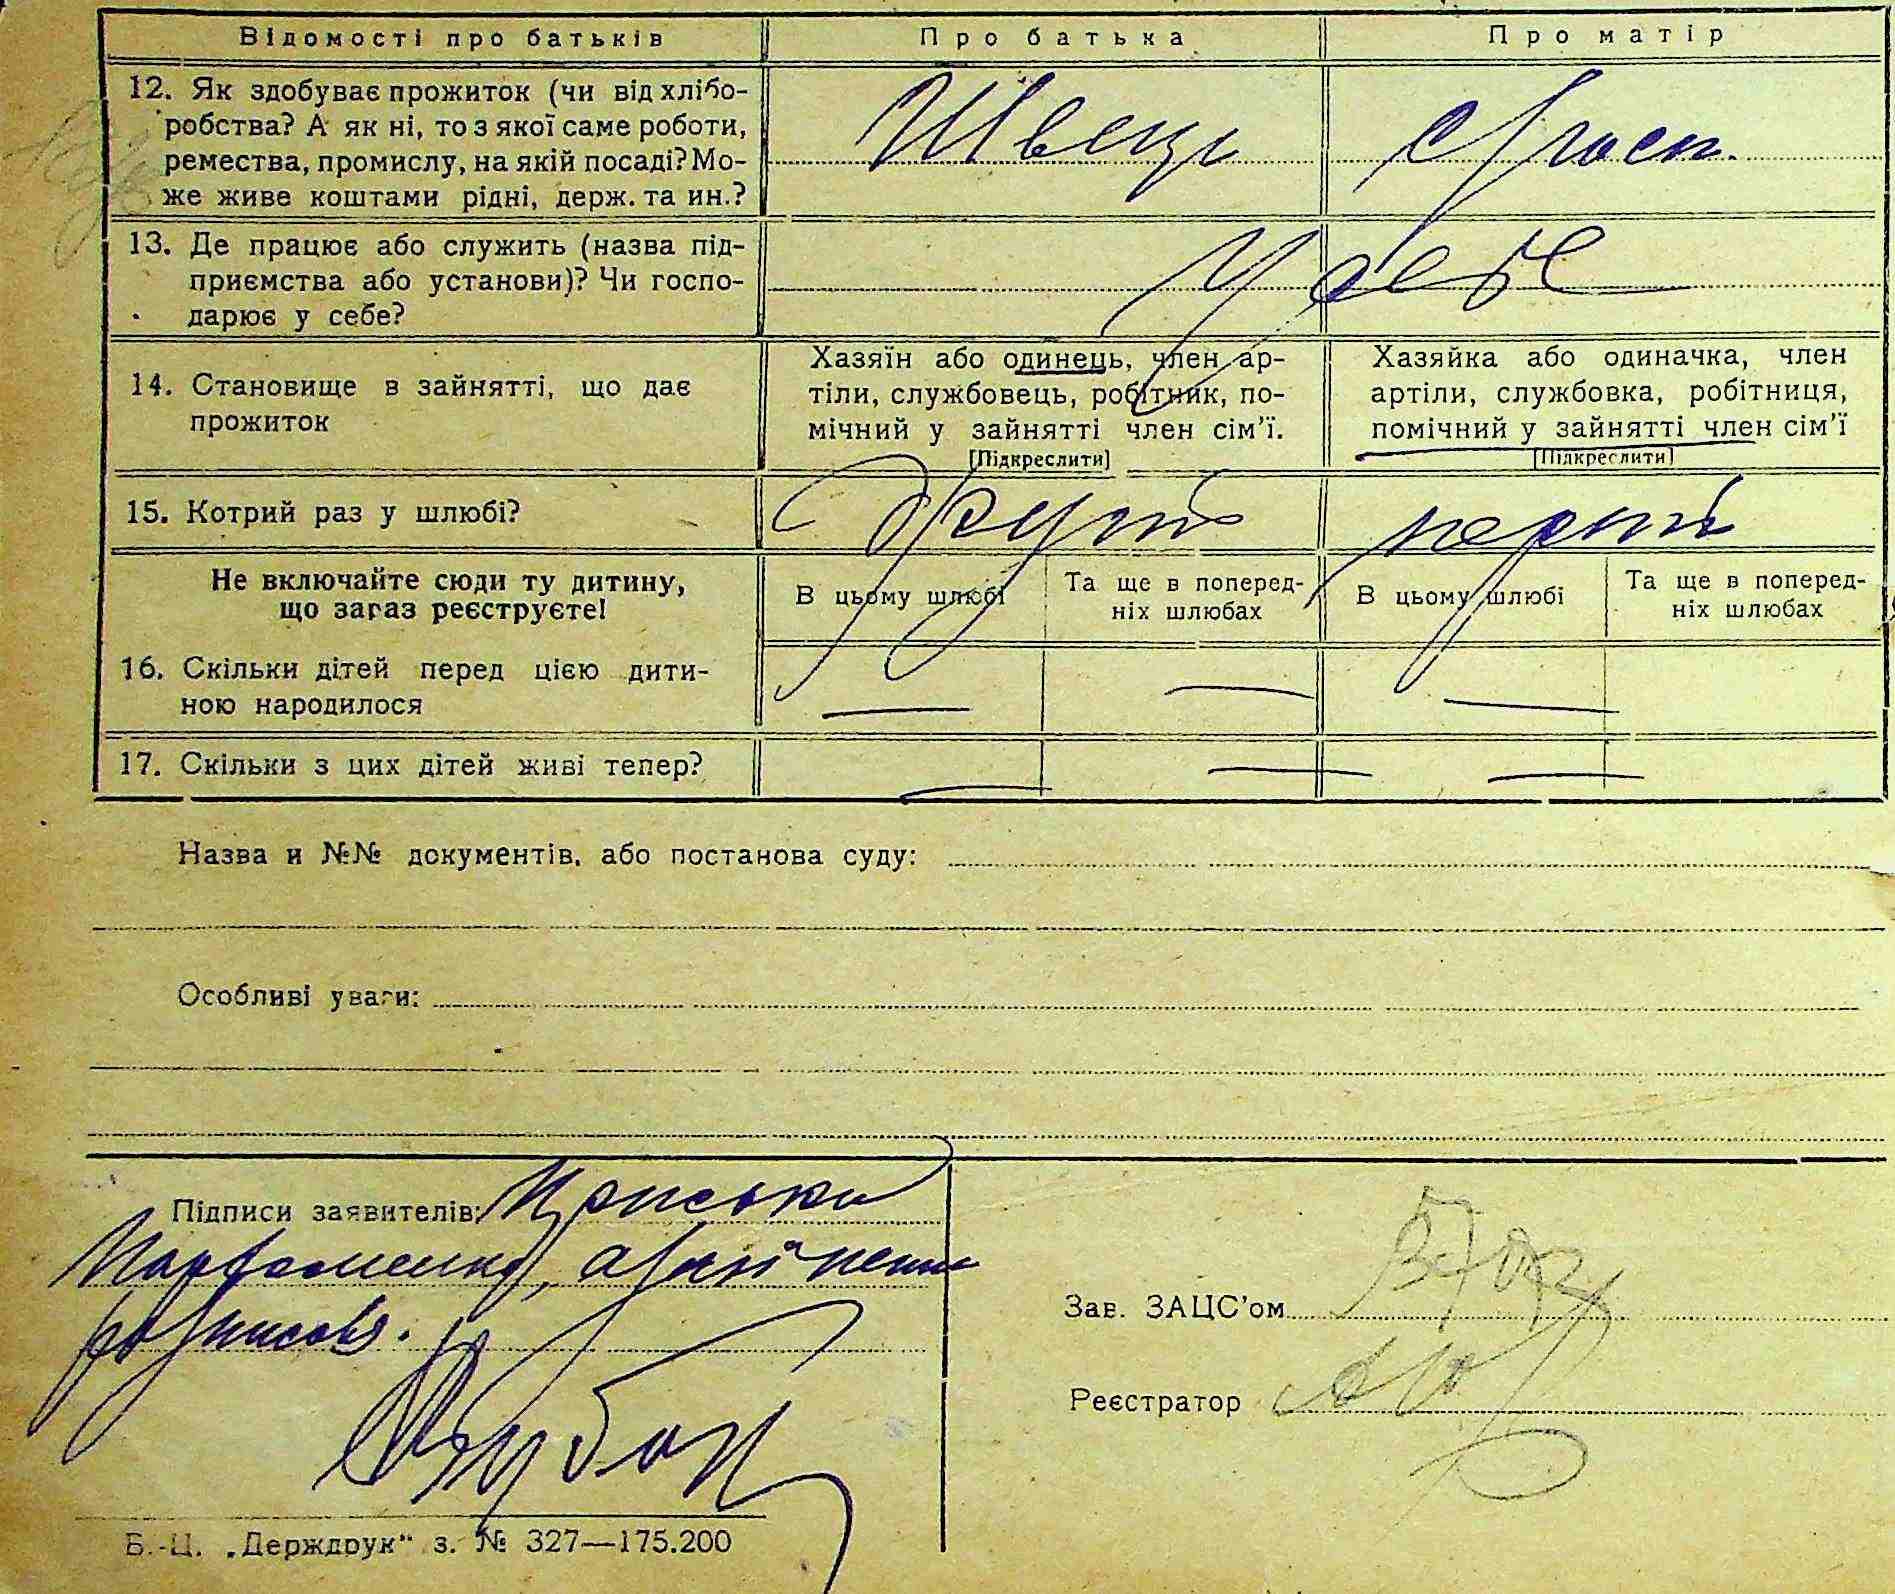 Відомості про батьків
Про батька
Про матір
12. Як здобуває прожиток (чи від хлібо-
робства? А як ні, то з якої саме роботи,
ремества, промислу, на якій посаді? Мо-
же живе коштами рідні, держ. та ин.?
Швець
13. Де працює або служить (назва під-
приємства або установи)? Чи госпо-
дарює у себе?
У себе
14. Становище в зайнятті, що дає
прожиток
Хазяїн або одинець, член ар-
тіли, службовець, робітник, по-
мічний у зайнятті член сім'ї.
[Підкреслити]
Хазяйка або одиначка, член
артіли, службовка, робітниця,
помічний у зайнятті член сім'ї
[Підкреслити]
15. Котрий раз у шлюбі?
другий
перший
Не включайте сюди ту дитину,
що зараз реєструєте!
В цьому шлюбі
Та ще в поперед-
ніх шлюбах
В цьому шлюбі
Та ще в поперед-
ніх шлюбах
16. Скільки дітей перед цією дити-
ною народилося
17. Скільки з цих дітей живі тепер?
Назва и №№ документів, або постанова суду:
Особливі уваги:
Підписи заявителів:
Пархоменко,
Зав. ЗАЦС'ом
Реєстратор
Б.-Ц. „Держдрук" з. № 327—175.200